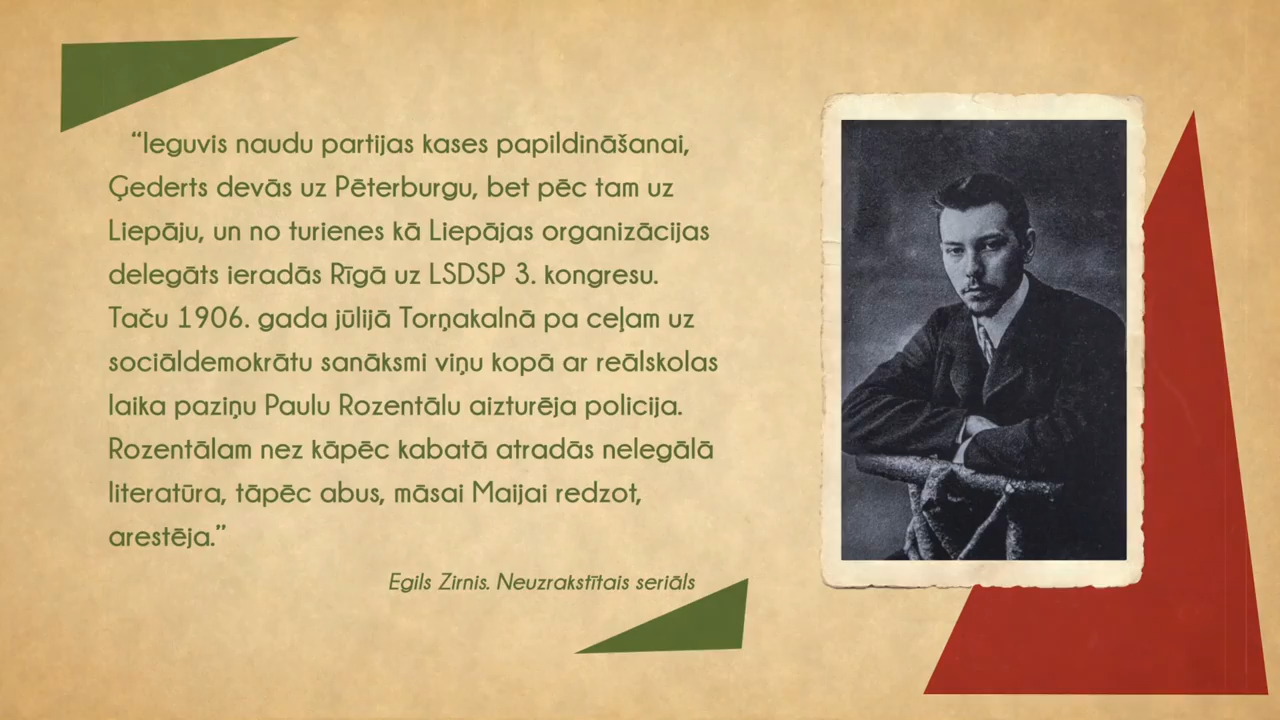 “Ieguvis naudu partijas kases papildināšanai,
Ģederts devās uz Pēterburgu, bet pēc tam uz
Liepāju, un no turienes kā Liepājas organizācijas
delegāts ieradās Rīgā uz LSDSP 3. kongresu.
Taču 1906. gada jūlijā Torņakalnā pa ceļam uz
sociāldemokrātu sanāksmi viņu kopā ar reālskolas
laika paziņu Paulu Rozentālu aizturēja policija.
Rozentālam nez kāpēc kabatā atradās nelegālā
literatūra, tāpēc abus, māsai Maijai redzot,
arestēja.”
Egils Zirnis. Neuzrakstītais seriāls